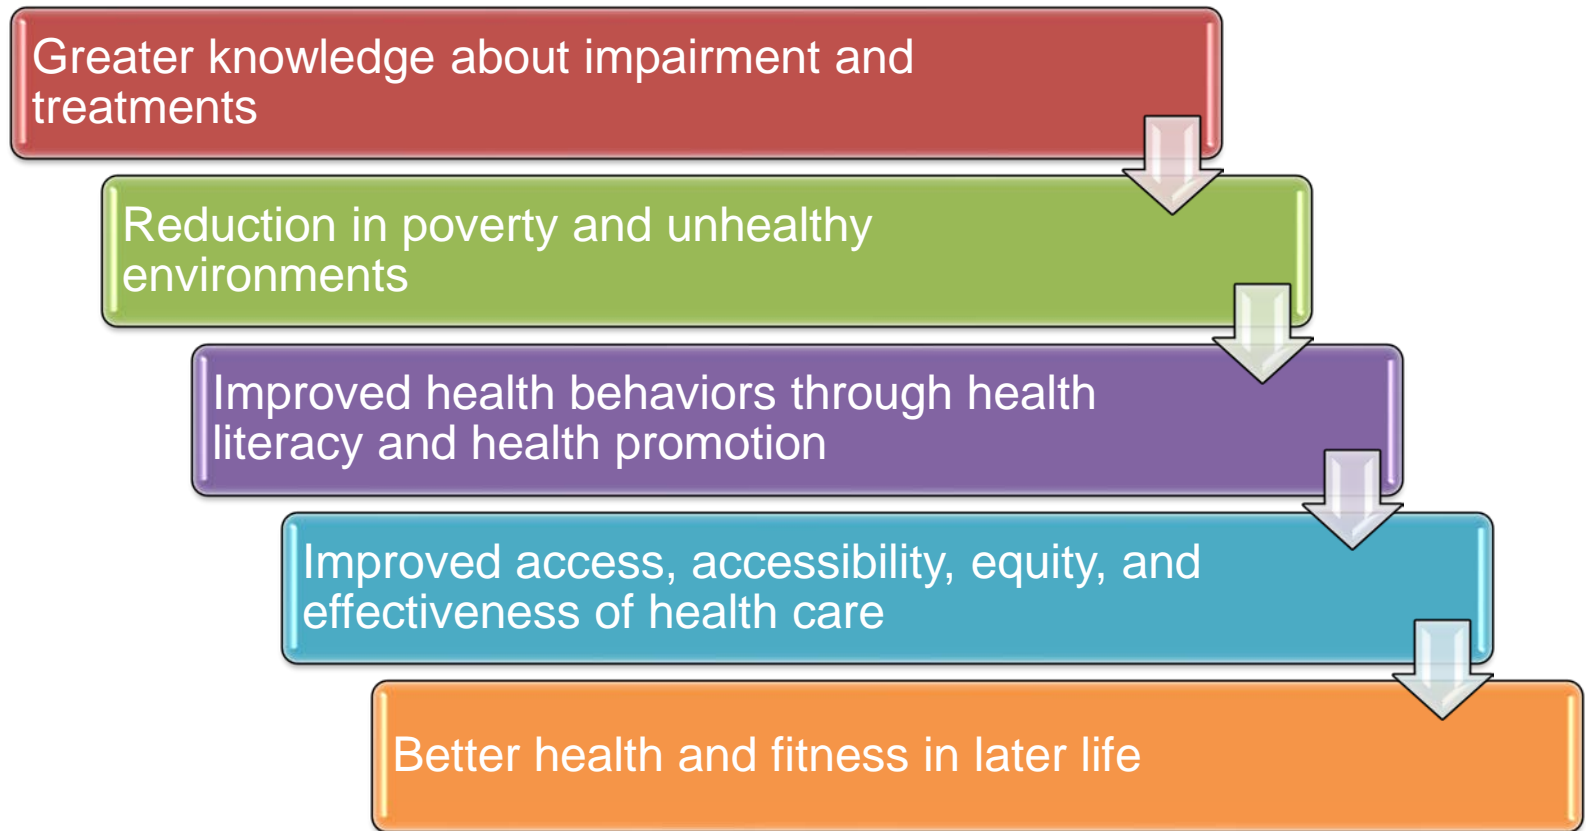 Greater knowledge about impairment and
treatments
Reduction in poverty and unhealthy
environments
Improved health behaviors through health
literacy and health promotion
Improved access, accessibility, equity, and
effectiveness of health care
Better health and fitness in later life